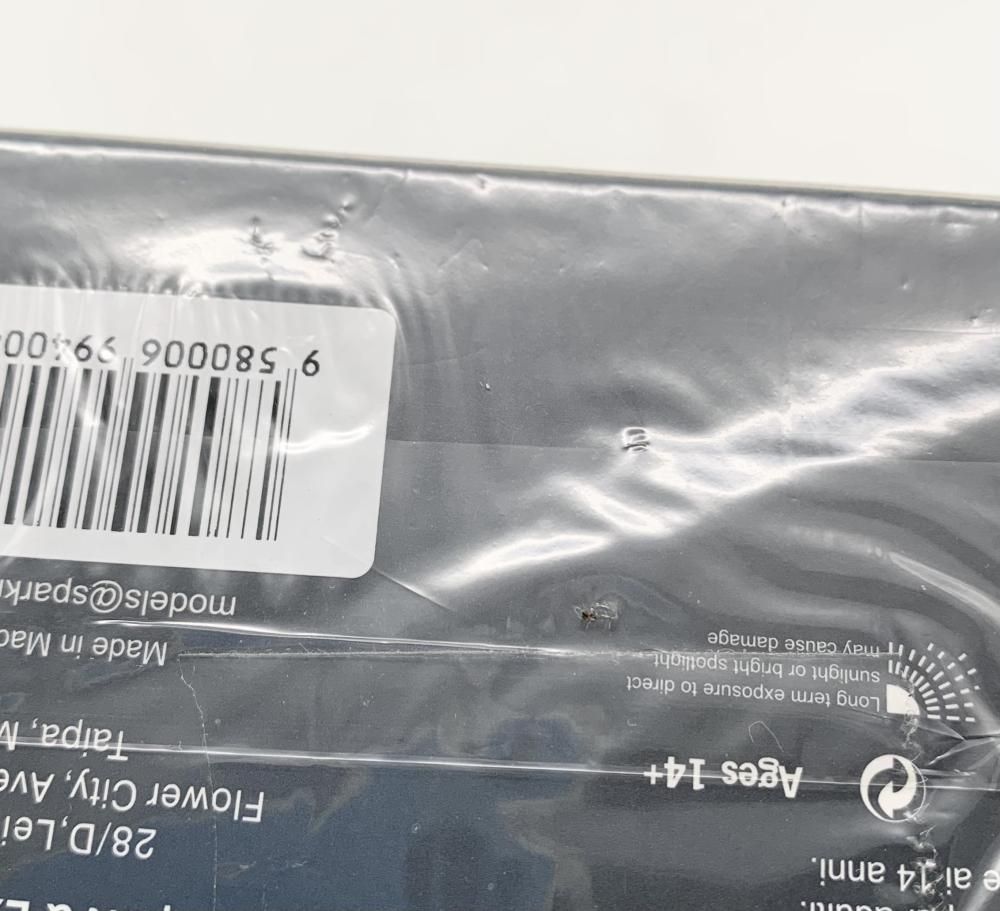 e ai 14 anni.
Ages 14+
Long term exposure to direct
sunlight or bright spotlight
may cause damage
28/D,Lei
Flower City, Ave
Taipa, M
Made in Mac
models@spark
9 580006 99400